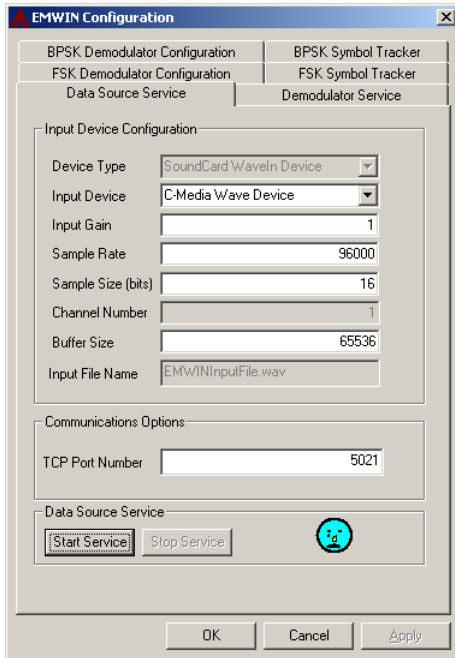 EMWIN Configuration
BPSK Demodulator Configuration
BPSK Symbol Tracker
FSK Demodulator Configuration
FSK Symbol Tracker
Data Source Service
Demodulator Service
Input Device Configuration
Device Type SoundCard WaveIn Device
Input Device C-Media Wave Device
Input Gain 1
Sample Rate 96000
Sample Size (bits) 16
Channel Number 1
Buffer Size 65536
Input File Name EMWINInputFile.wav
Communications Options
TCP Port Number 5021
Data Source Service
Start Service Stop Service
OK Cancel Apply